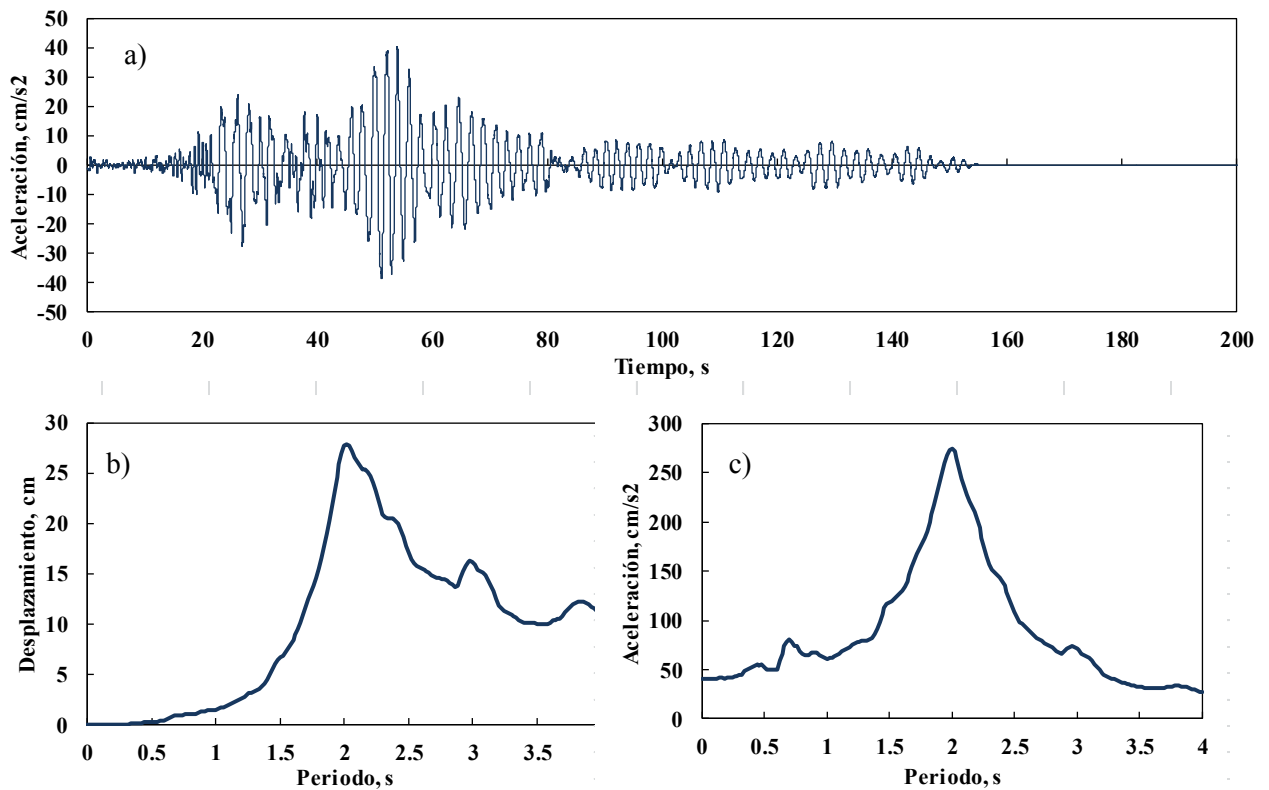 a)
Aceleración, cm/s2
50
40
30
20
10
0
-10
-20
-30
-40
-50
0 20 40 60 80 100 120 140 160 180 200
Tiempo, s
b)
Desplazamiento, cm
30
25
20
15
10
5
0
0 0.5 1 1.5 2 2.5 3 3.5
Periodo, s
c)
Aceleración, cm/s2
300
250
200
150
100
50
0
0 0.5 1 1.5 2 2.5 3 3.5 4
Periodo, s